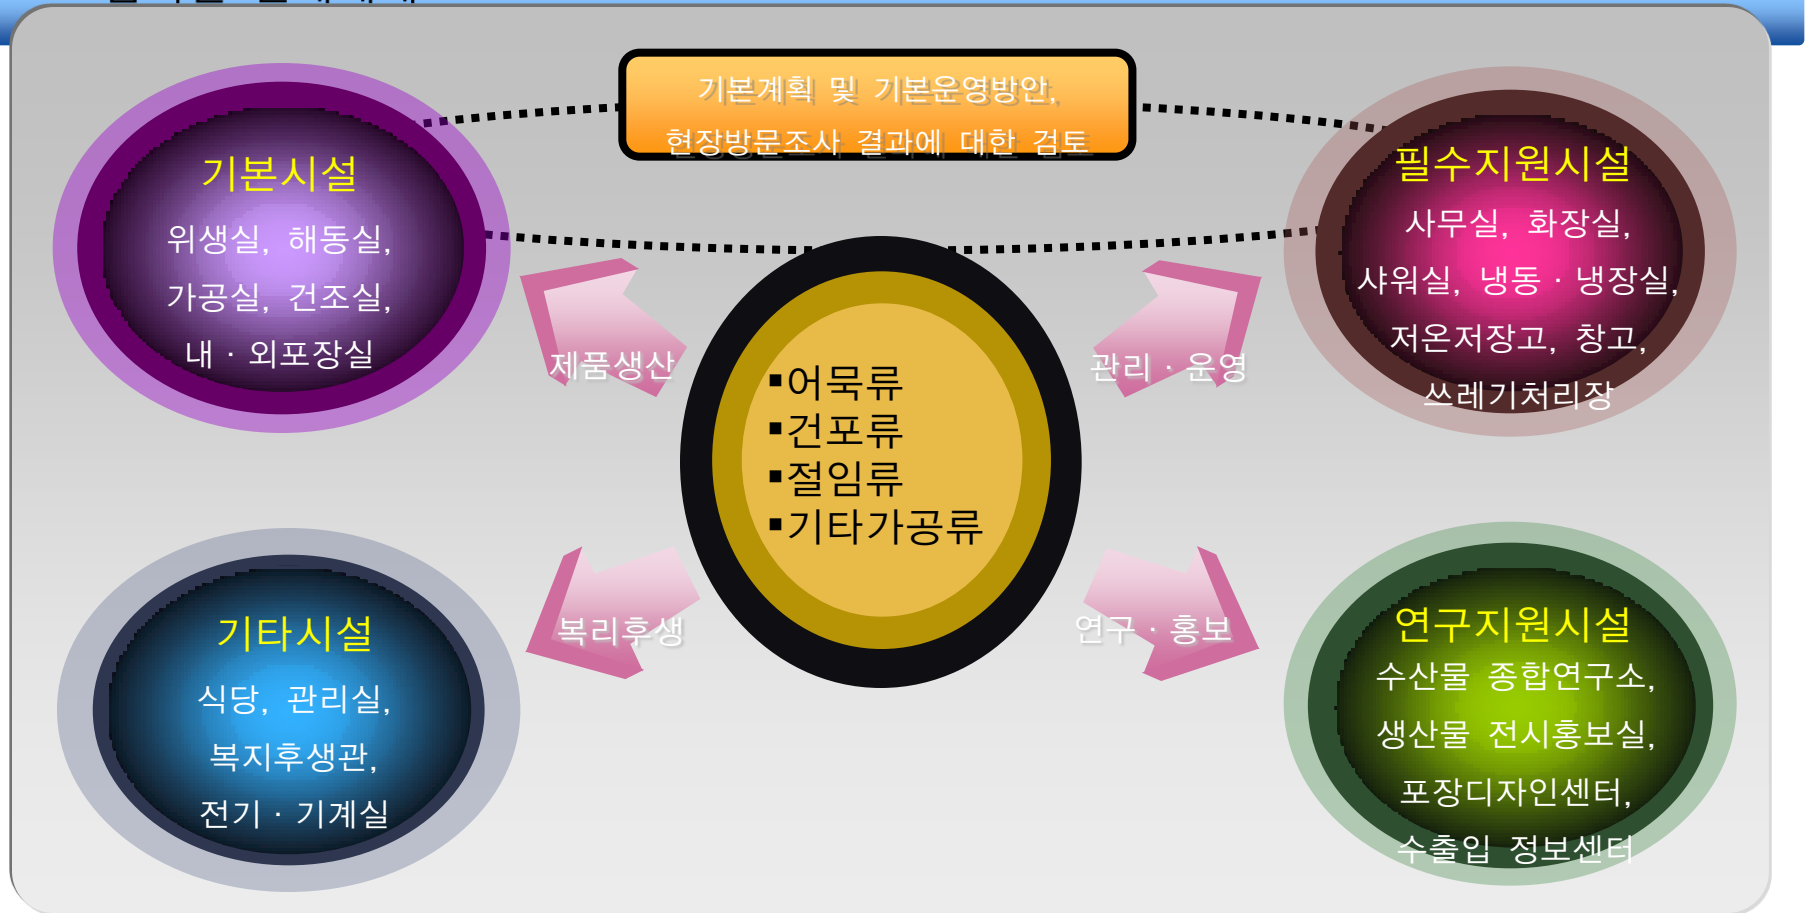 기본계획 및 기본운영방안,
현장방문조사 결과에 대한 검토
기본시설
위생실, 해동실,
가공실, 건조실,
내 · 외포장실
필수지원시설
사무실, 화장실,
샤워실, 냉동 · 냉장실,
저온저장고, 창고,
쓰레기처리장
제품생산
관리 · 운영
▪어묵류
▪건포류
▪절임류
▪기타가공류
복리후생
연구 · 홍보
기타시설
식당, 관리실,
복지후생관,
전기 · 기계실
연구지원시설
수산물 종합연구소,
생산물 전시홍보실,
포장디자인센터,
수출입 정보센터